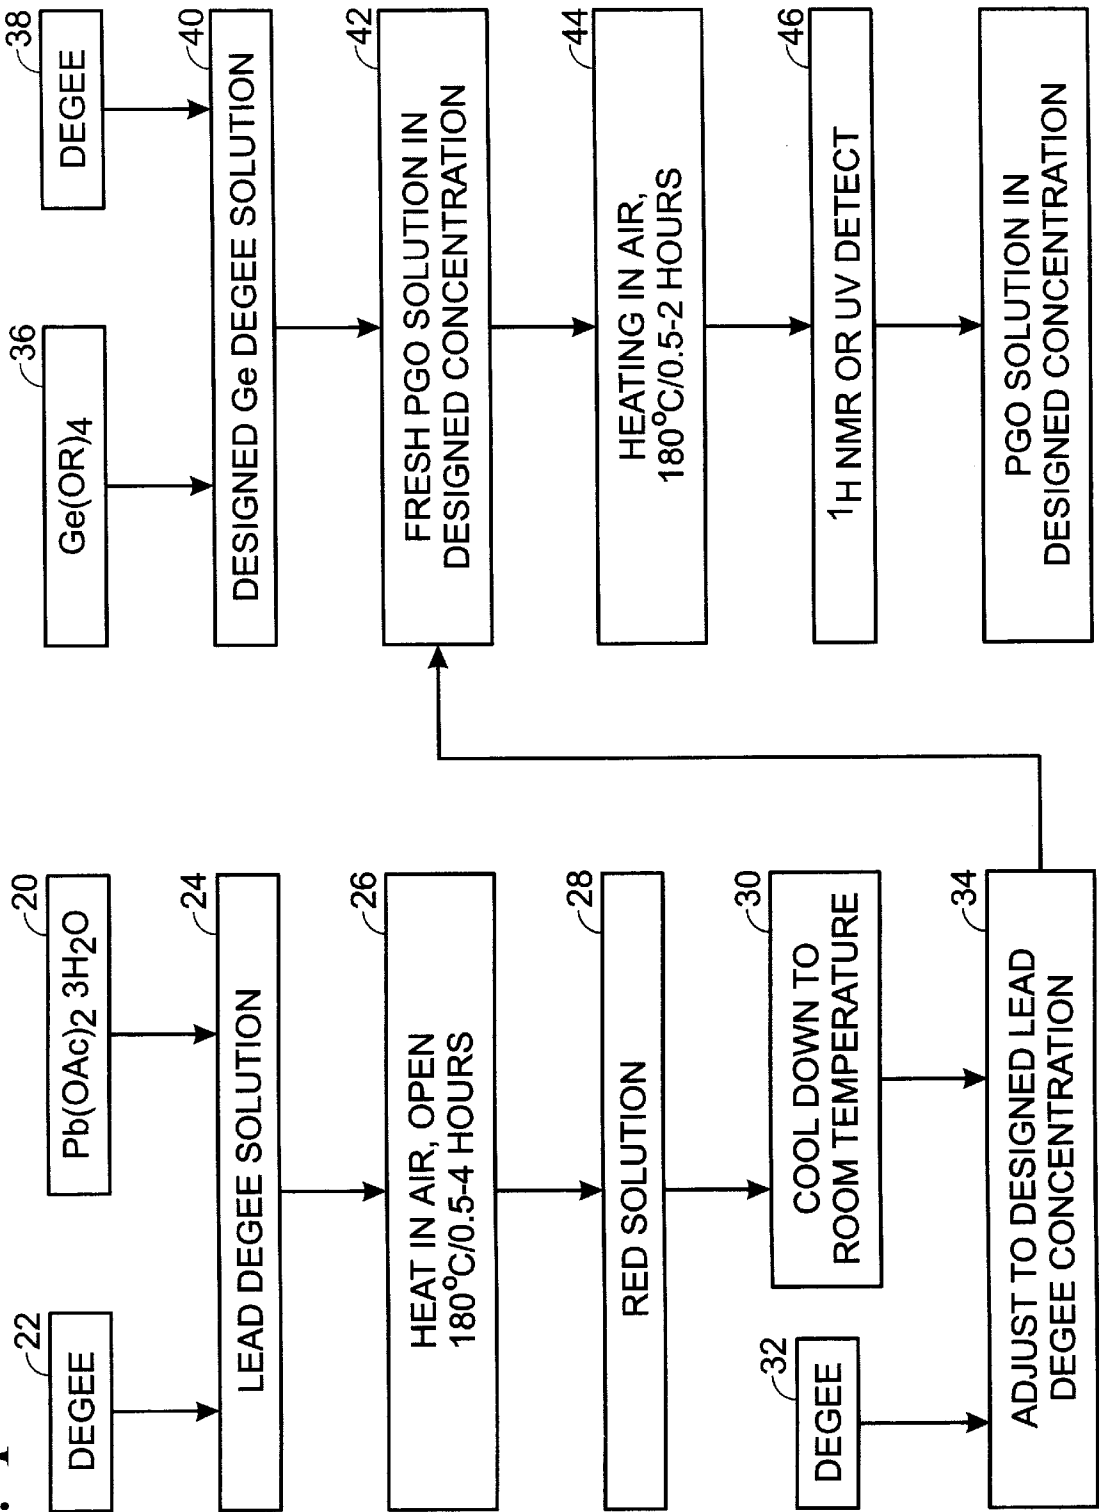 22
DEGEE
20
Pb(OAc)2 3H2O
24
LEAD DEGEE SOLUTION
26
HEAT IN AIR, OPEN
180°C/0.5-4 HOURS
28
RED SOLUTION
30
COOL DOWN TO
ROOM TEMPERATURE
32
DEGEE
34
ADJUST TO DESIGNED LEAD
DEGEE CONCENTRATION
36
Ge(OR)4
38
DEGEE
40
DESIGNED Ge DEGEE SOLUTION
42
FRESH PGO SOLUTION IN
DESIGNED CONCENTRATION
44
HEATING IN AIR,
180°C/0.5-2 HOURS
46
1H NMR OR UV DETECT
PGO SOLUTION IN
DESIGNED CONCENTRATION